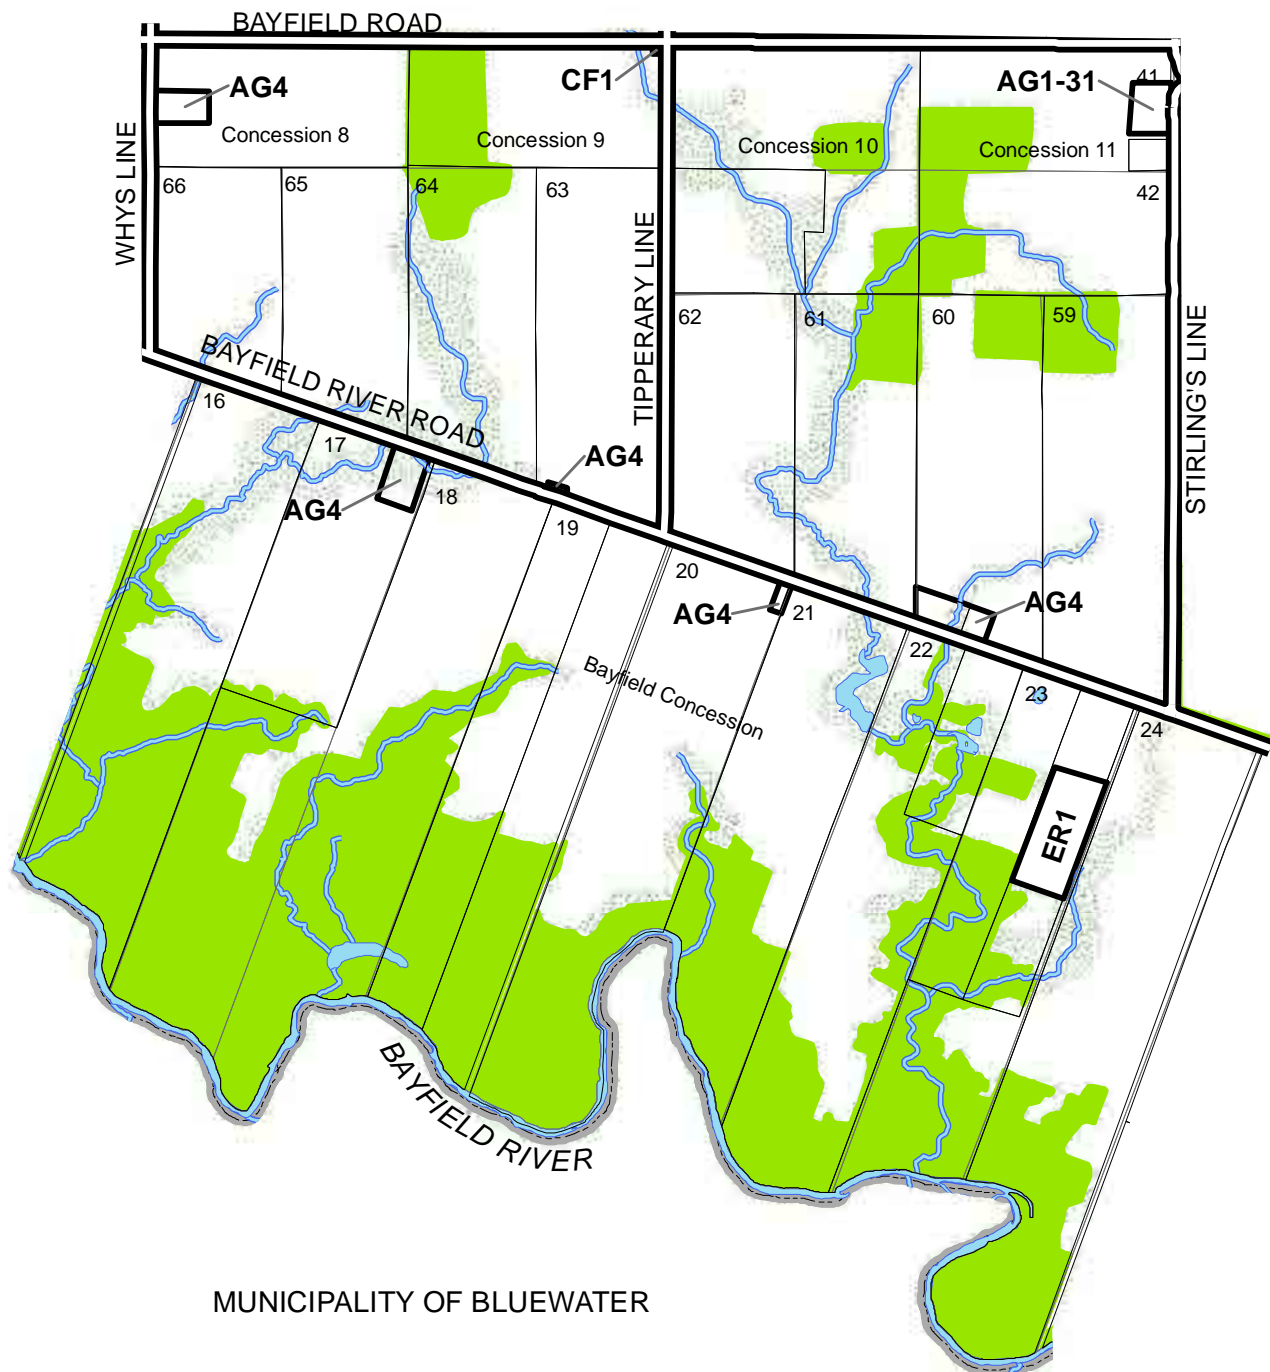 BAYFIELD ROAD
AG4
CF1
AG1-31
41
Concession 8
Concession 9
Concession 10
Concession 11
WHYS LINE
66
65
64
63
42
TIPPERARY LINE
62
61
60
59
STIRLING'S LINE
BAYFIELD RIVER ROAD
16
17
AG4
18
AG4
19
20
AG4
21
AG4
22
23
24
Bayfield Concession
ER1
BAYFIELD RIVER
MUNICIPALITY OF BLUEWATER